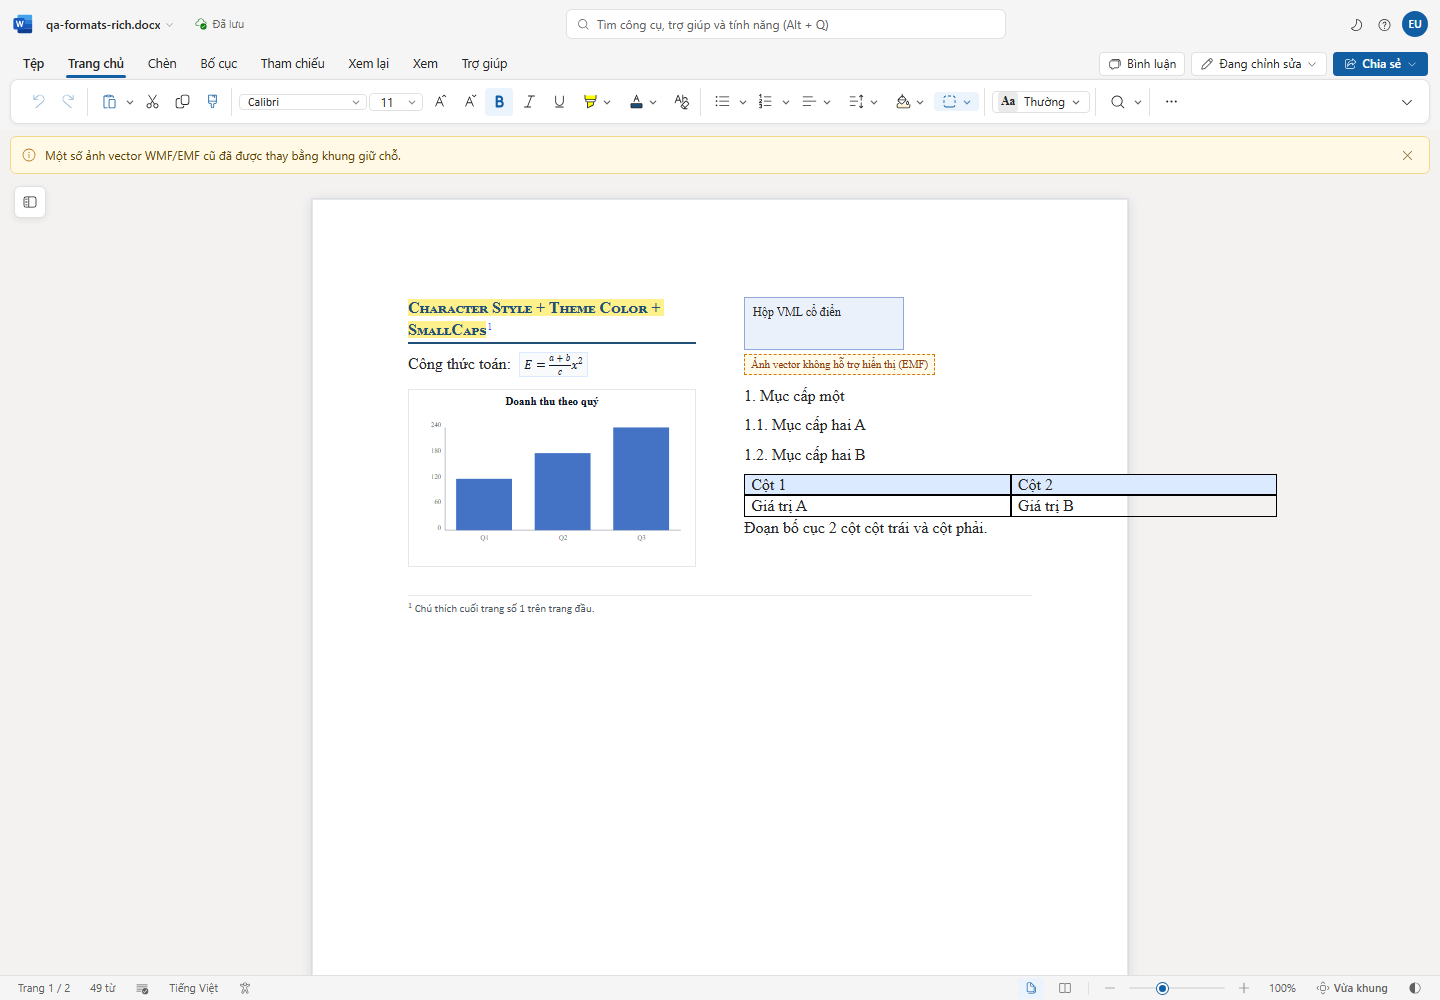 qa-formats-rich.docx
Đã lưu
Tìm công cụ, trợ giúp và tính năng (Alt + Q)
EU
Tệp
Trang chủ
Chèn
Bố cục
Tham chiếu
Xem lại
Xem
Trợ giúp
Bình luận
Đang chỉnh sửa
Chia sẻ
Calibri
11
Aa Thường
Một số ảnh vector WMF/EMF cũ đã được thay bằng khung giữ chỗ.
Character Style + Theme Color +
SmallCaps1
Công thức toán: E = a + b / c x²
Doanh thu theo quý
240
180
120
60
0
Q1
Q2
Q3
Hộp VML cổ điển
Ảnh vector không hỗ trợ hiển thị (EMF)
1. Mục cấp một
1.1. Mục cấp hai A
1.2. Mục cấp hai B
Cột 1 Cột 2
Giá trị A Giá trị B
Đoạn bố cục 2 cột cột trái và cột phải.
1 Chú thích cuối trang số 1 trên trang đầu.
Trang 1 / 2
49 từ
Tiếng Việt
100%
Vừa khung